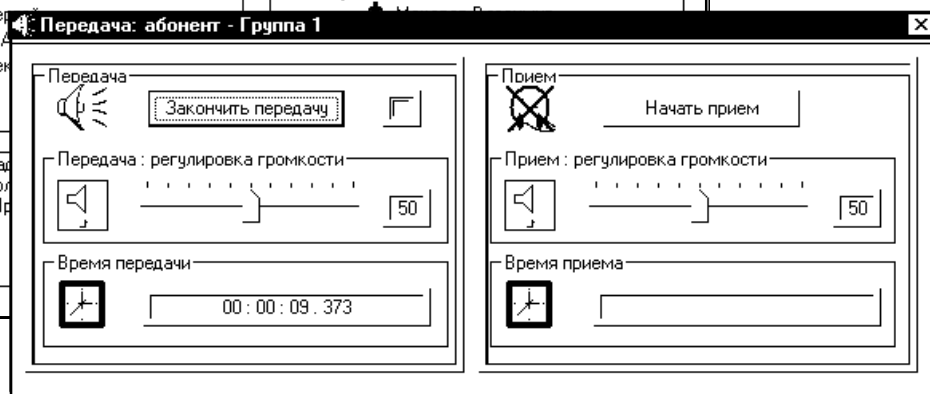 Передача: абонент - Группа 1
Передача
Закончить передачу
Передача : регулировка громкости
50
Время передачи
00 : 00 : 09 . 373
Прием
Начать прием
Прием : регулировка громкости
50
Время приема